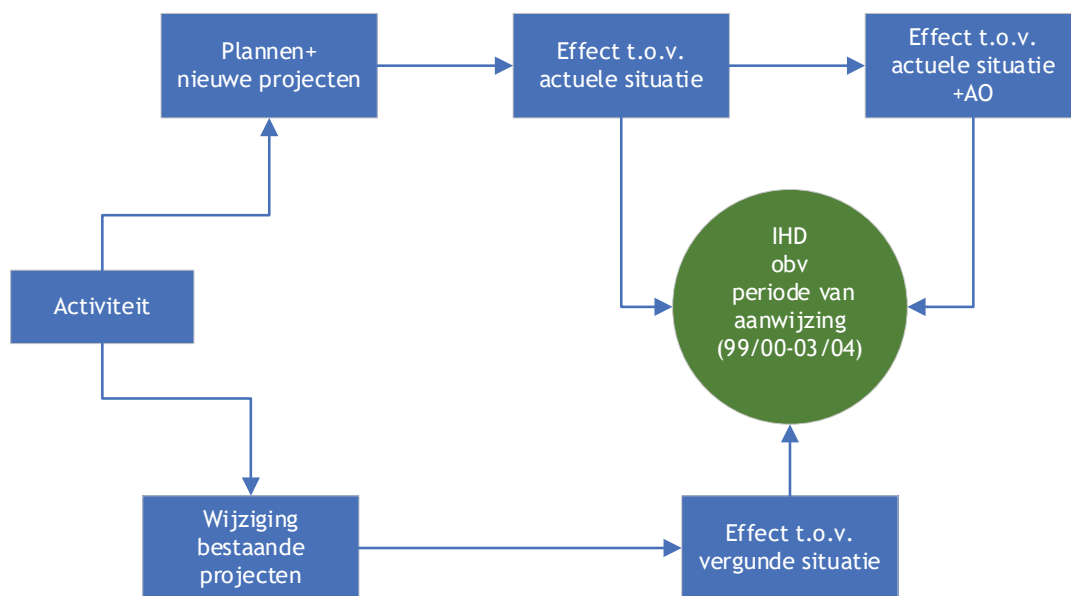 Plannen+
nieuwe projecten
Effect t.o.v.
actuele situatie
Effect t.o.v.
actuele situatie
+AO
IHD
obv
periode van
aanwijzing
(99/00-03/04)
Activiteit
Wijziging
bestaande
projecten
Effect t.o.v.
vergunde situatie